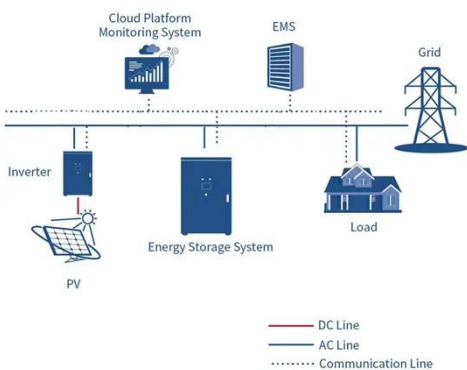 Cloud Platform
Monitoring System
EMS
Grid
Inverter
Energy Storage System
Load
PV
DC Line
AC Line
Communication Line